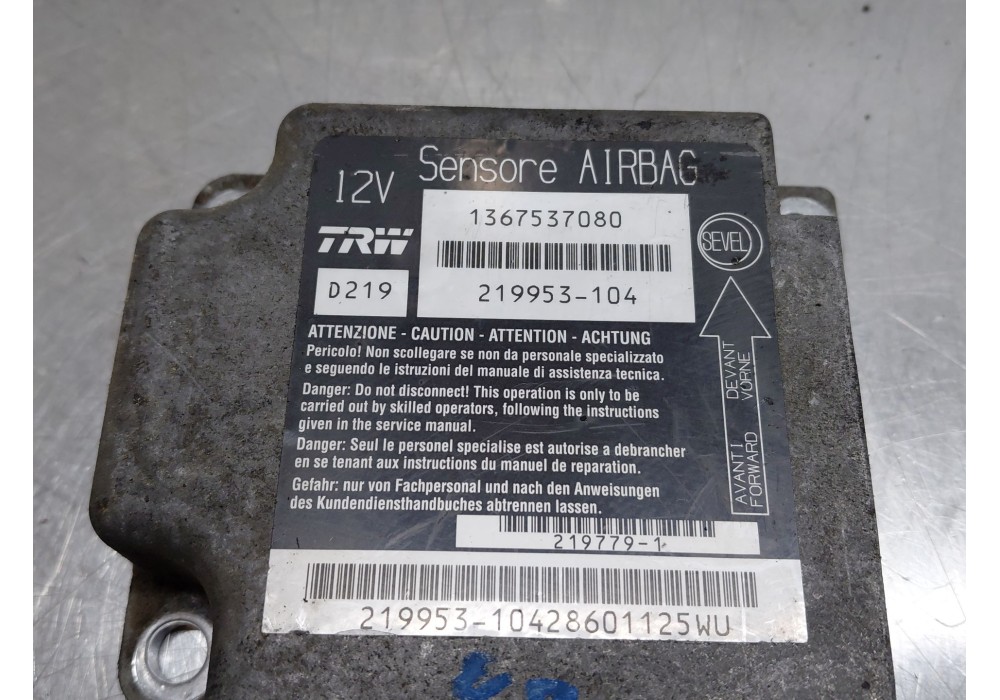 Sensore AIRBAG
12V
1367537080
TRW
SEVEL
D219
219953-104
ATTENZIONE - CAUTION - ATTENTION - ACHTUNG
Pericolo! Non scollegare se non da personale specializzato
e seguendo le istruzioni del manuale di assistenza tecnica.
Danger: Do not disconnect! This operation is only to be
carried out by skilled operators, following the instructions
given in the service manual.
Danger: Seul le personel specialise est autorise a debrancher
en se tenant aux instructions du manuel de reparation.
Gefahr: nur von Fachpersonal und nach den Anweisungen
des Kundendiensthandbuches abtrennen lassen.
AVANTI DEVANT
FORWARD VORNE
219779-1
219953-10428601125WU